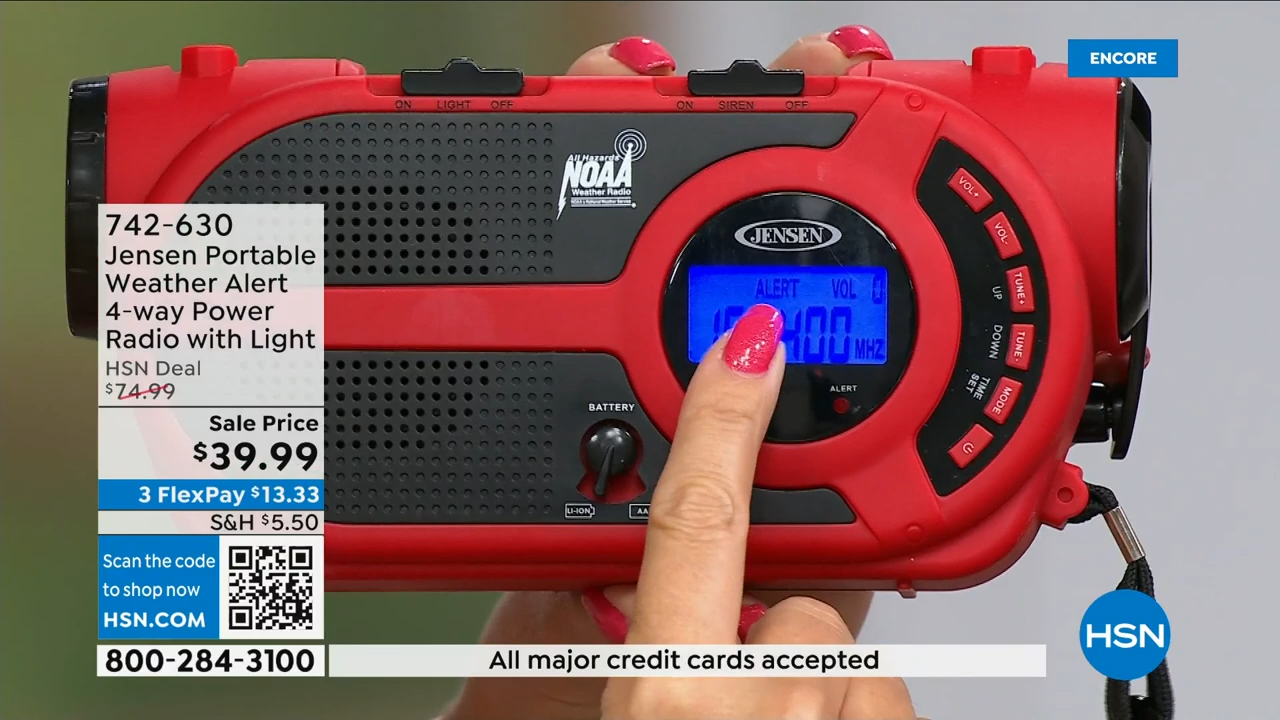 ENCORE
ON LIGHT OFF
ON SIREN OFF
All Hazards
NOAA
Weather Radio
JENSEN
ALERT VOL 0
400 MHZ
ALERT
VOL+
VOL-
TUNE+
UP
TUNE-
DOWN
MODE
TIME SET
BATTERY
LI-ION
AA
742-630
Jensen Portable
Weather Alert
4-way Power
Radio with Light
HSN Deal
$74.99
Sale Price
$39.99
3 FlexPay $13.33
S&H $5.50
Scan the code
to shop now
HSN.COM
800-284-3100
All major credit cards accepted
HSN